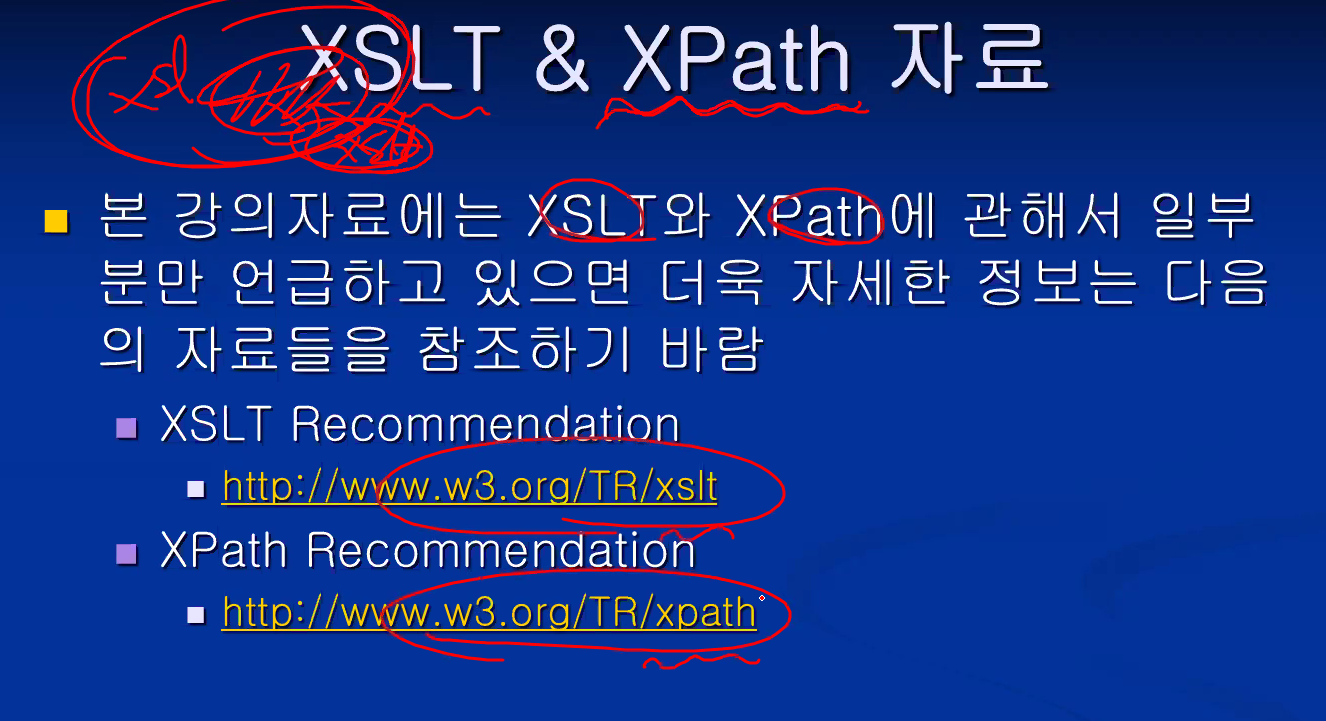 XSLT & XPath 자료
xsl
xslt
본 강의자료에는 XSLT와 XPath에 관해서 일부
분만 언급하고 있으면 더욱 자세한 정보는 다음
의 자료들을 참조하기 바람
XSLT Recommendation
http://www.w3.org/TR/xslt
XPath Recommendation
http://www.w3.org/TR/xpath